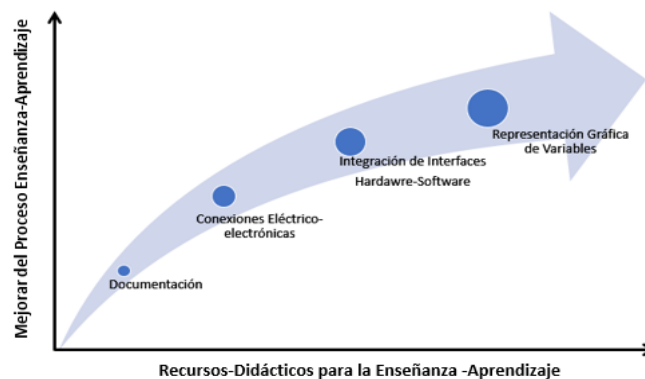 Mejorar del Proceso Enseñanza-Aprendizaje
Representación Gráfica
de Variables
Integración de Interfaces
Hardawre-Software
Conexiones Eléctrico-
electrónicas
Documentación
Recursos-Didácticos para la Enseñanza -Aprendizaje